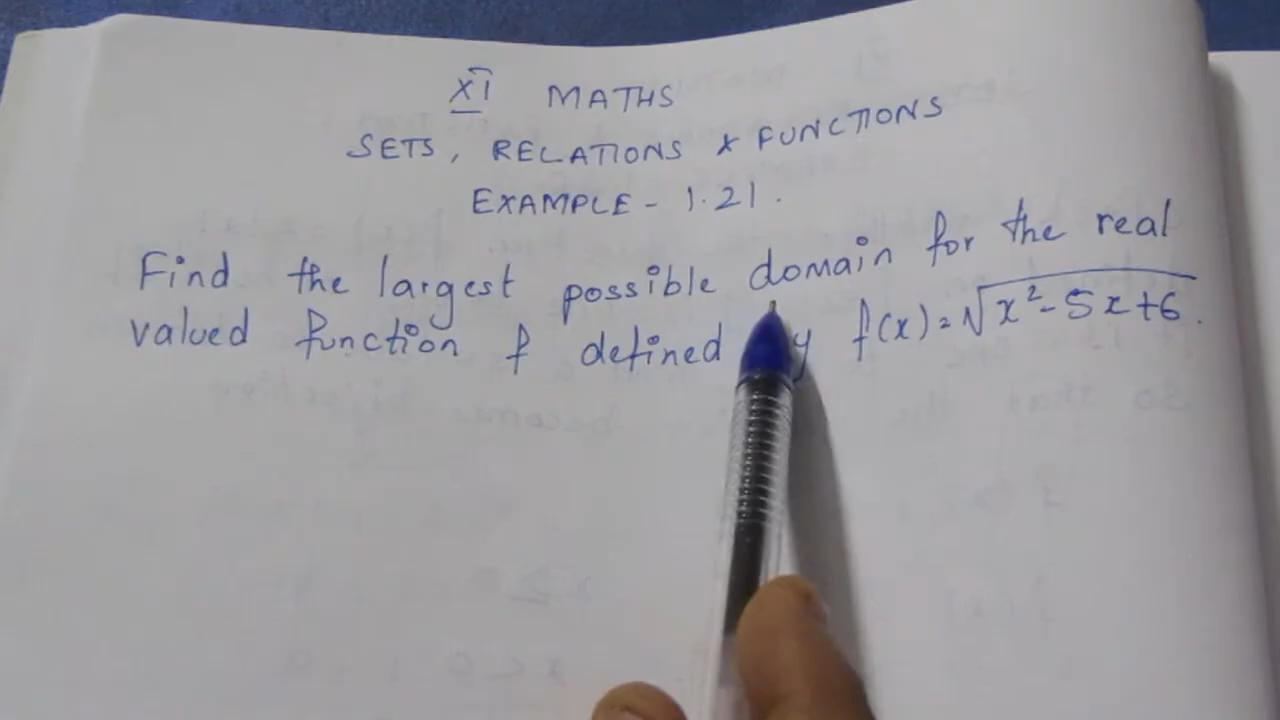 XI MATHS
SETS, RELATIONS & FUNCTIONS
EXAMPLE - 1.21.
Find the largest possible domain for the real
valued function f defined y f(x) = √x²-5x+6.